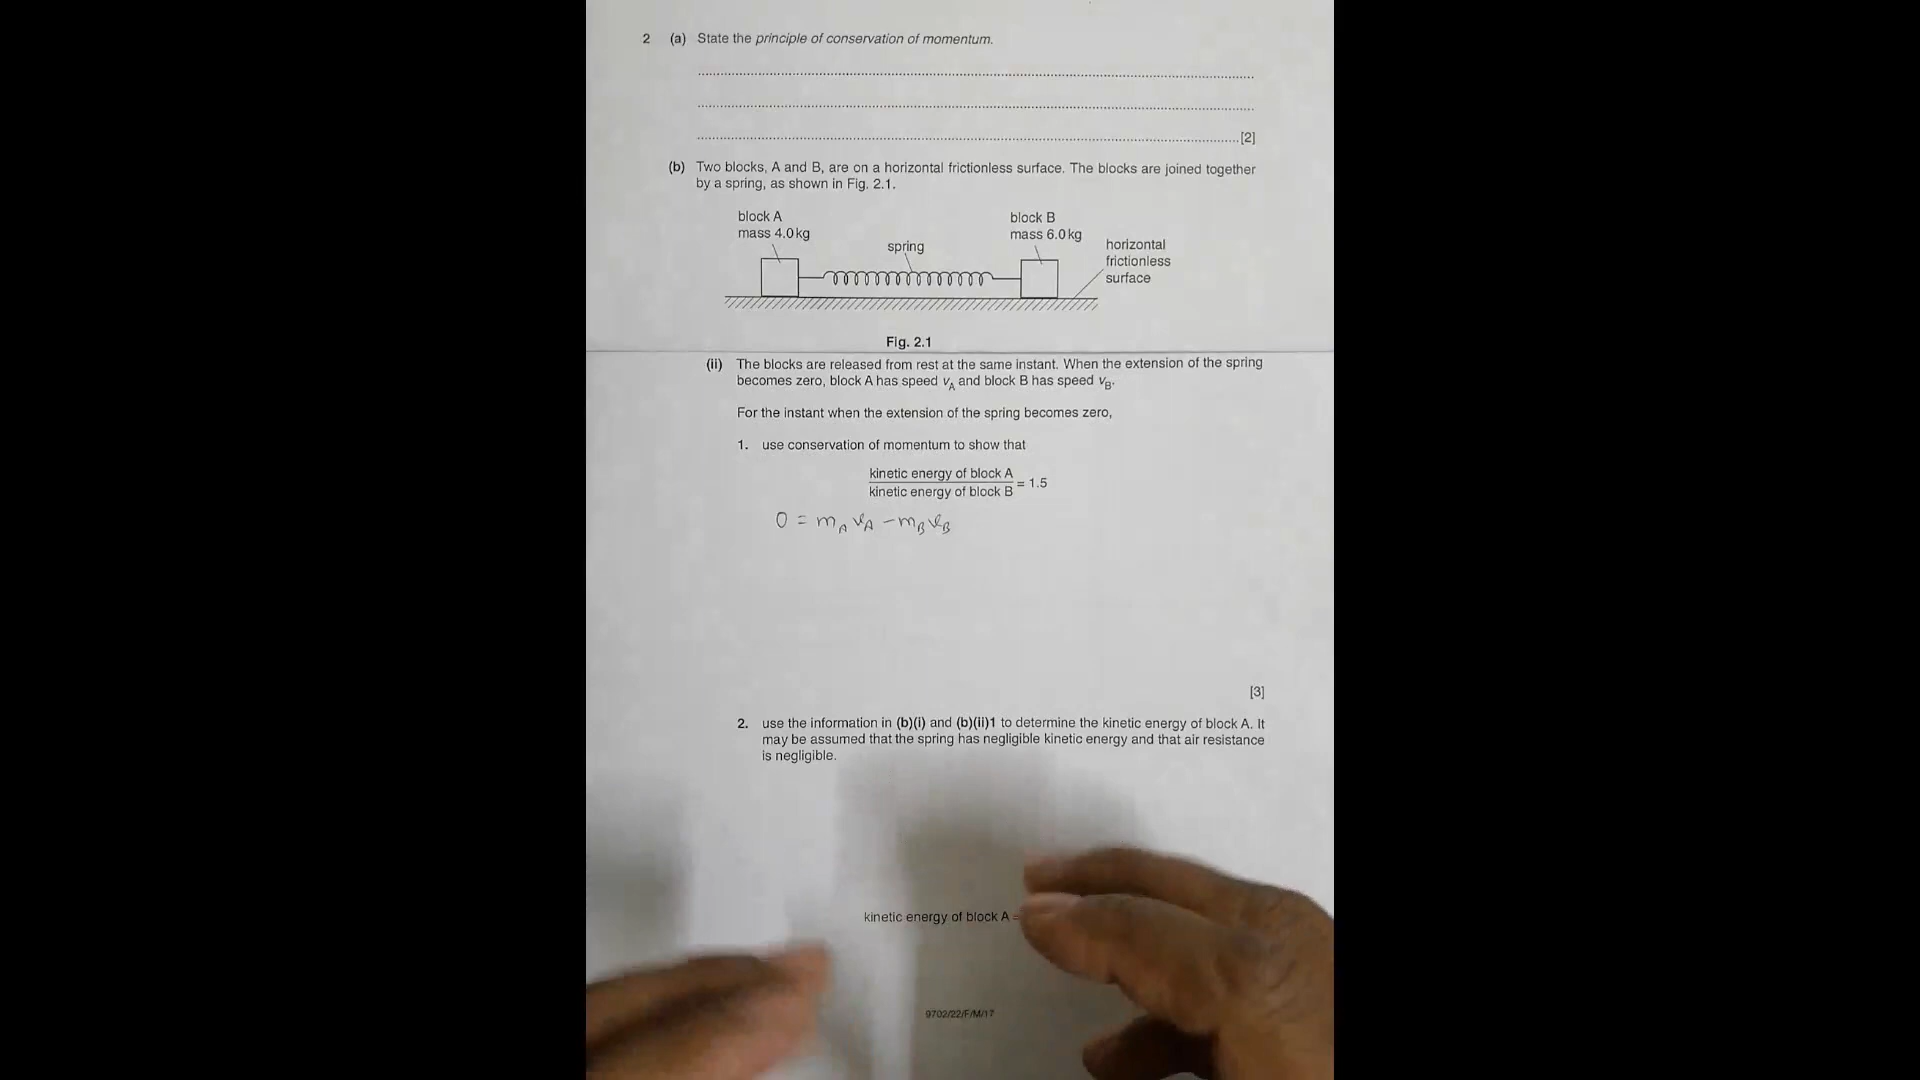 2 (a) State the principle of conservation of momentum.
[2]
(b) Two blocks, A and B, are on a horizontal frictionless surface. The blocks are joined together
by a spring, as shown in Fig. 2.1.
block A
mass 4.0 kg
spring
block B
mass 6.0 kg
horizontal
frictionless
surface
Fig. 2.1
(ii) The blocks are released from rest at the same instant. When the extension of the spring
becomes zero, block A has speed v_A and block B has speed v_B.
For the instant when the extension of the spring becomes zero,
1. use conservation of momentum to show that
kinetic energy of block A
kinetic energy of block B
= 1.5
0 = m_A v_A − m_B v_B
[3]
2. use the information in (b)(i) and (b)(ii)1 to determine the kinetic energy of block A. It
may be assumed that the spring has negligible kinetic energy and that air resistance
is negligible.
kinetic energy of block A =
9702/22/F/M/17